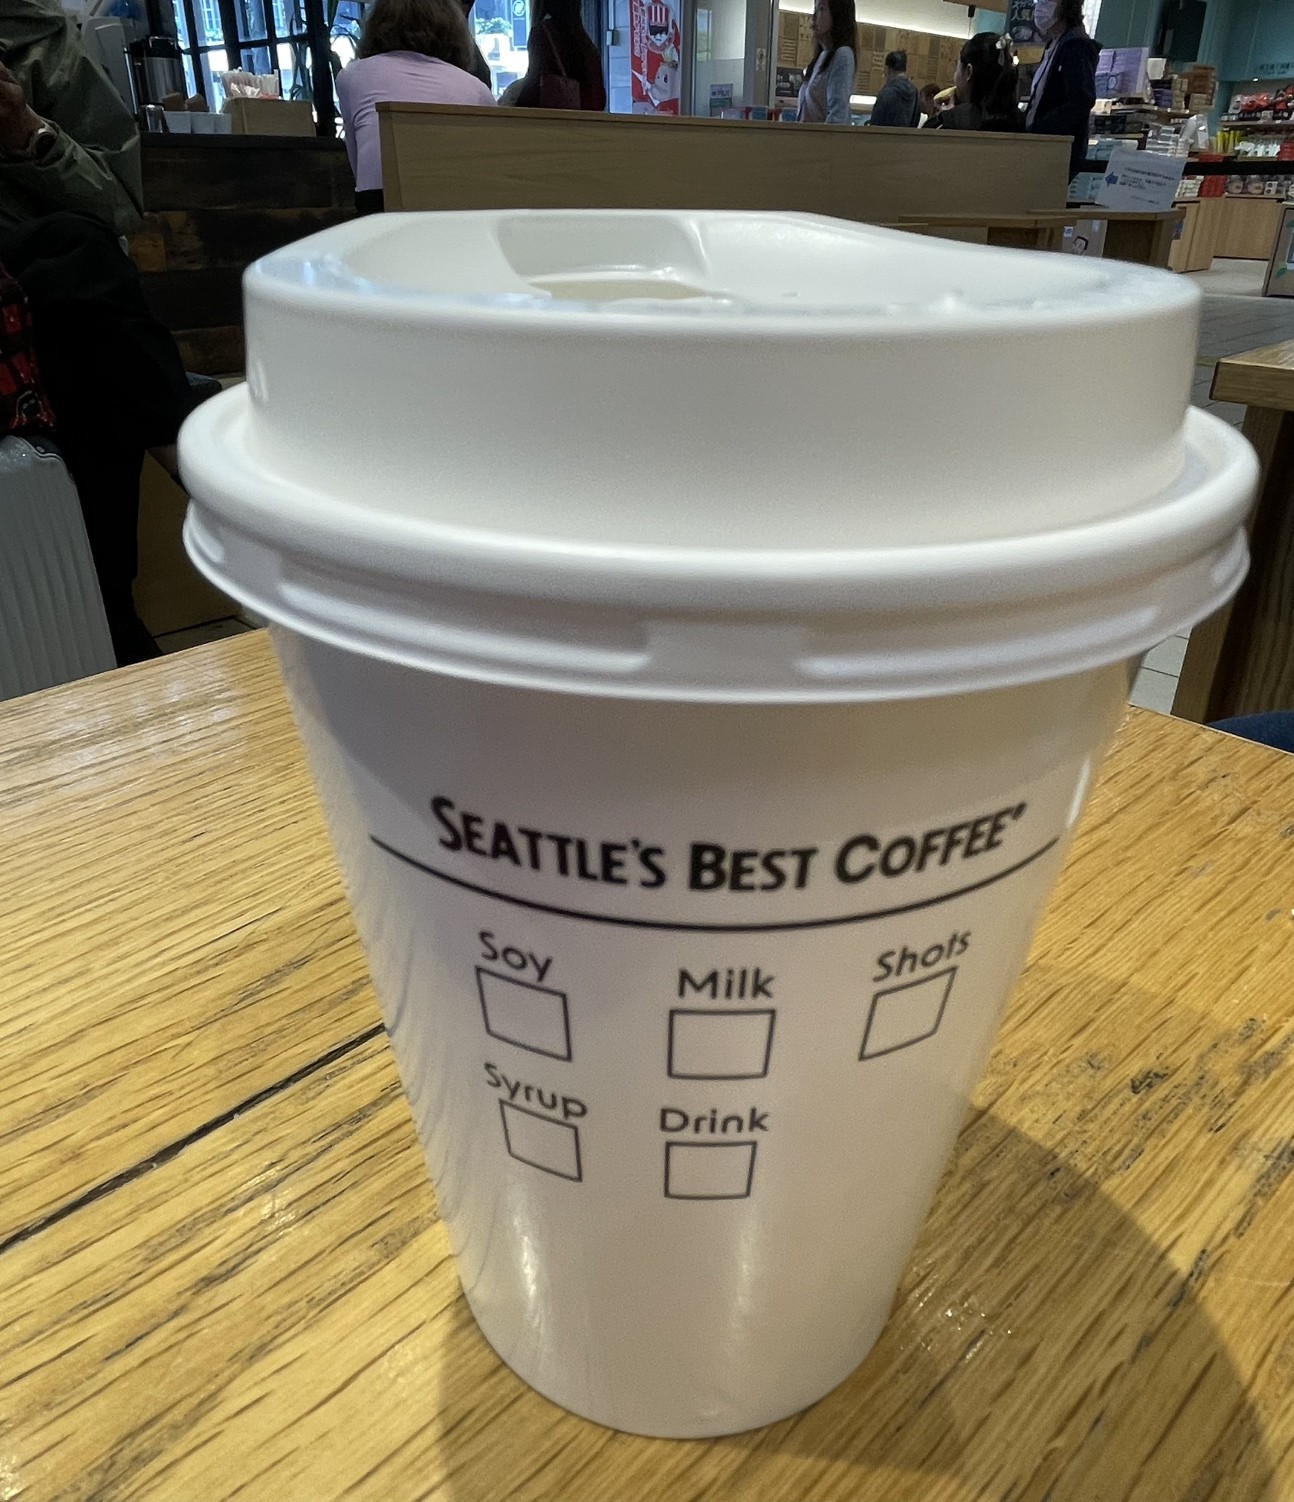 SEATTLE'S BEST COFFEE®
Soy
Milk
Shots
Syrup
Drink